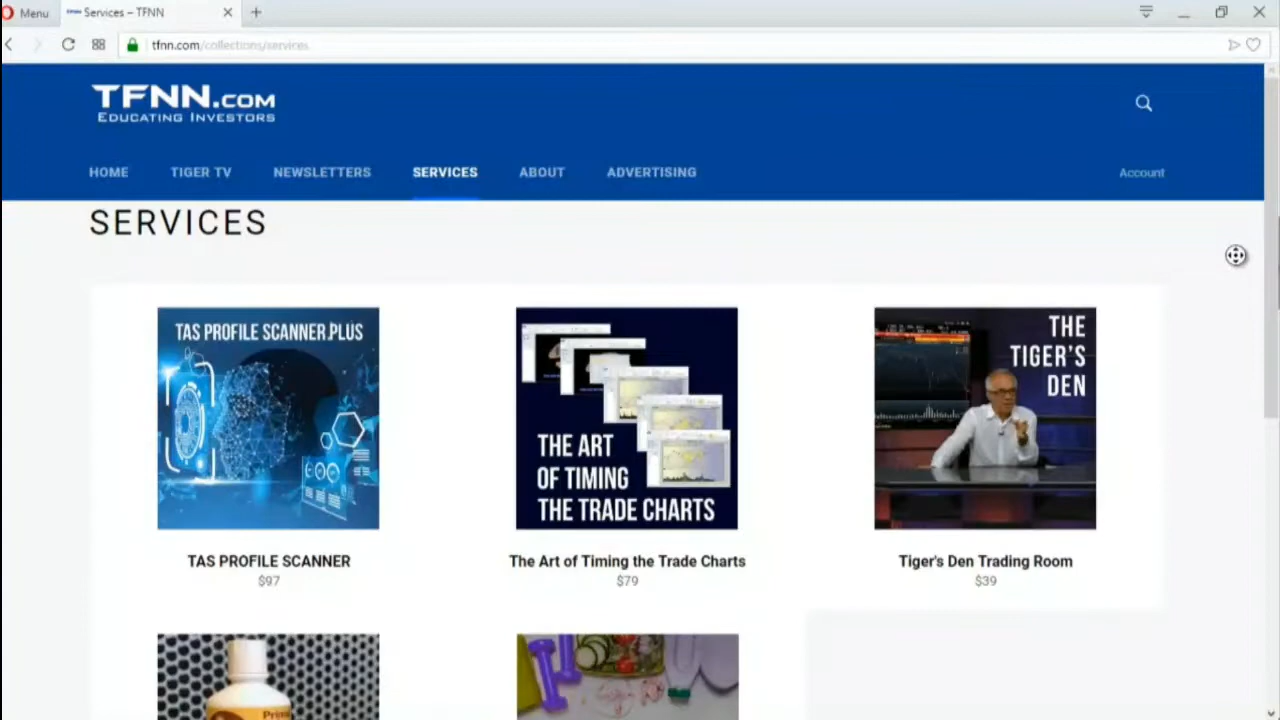 Menu
Services – TFNN
tfnn.com/collections/services
TFNN.COM
EDUCATING INVESTORS
HOME
TIGER TV
NEWSLETTERS
SERVICES
ABOUT
ADVERTISING
Account
SERVICES
TAS PROFILE SCANNER PLUS
THE ART
OF TIMING
THE TRADE CHARTS
THE
TIGER'S
DEN
TAS PROFILE SCANNER
$97
The Art of Timing the Trade Charts
$79
Tiger's Den Trading Room
$39